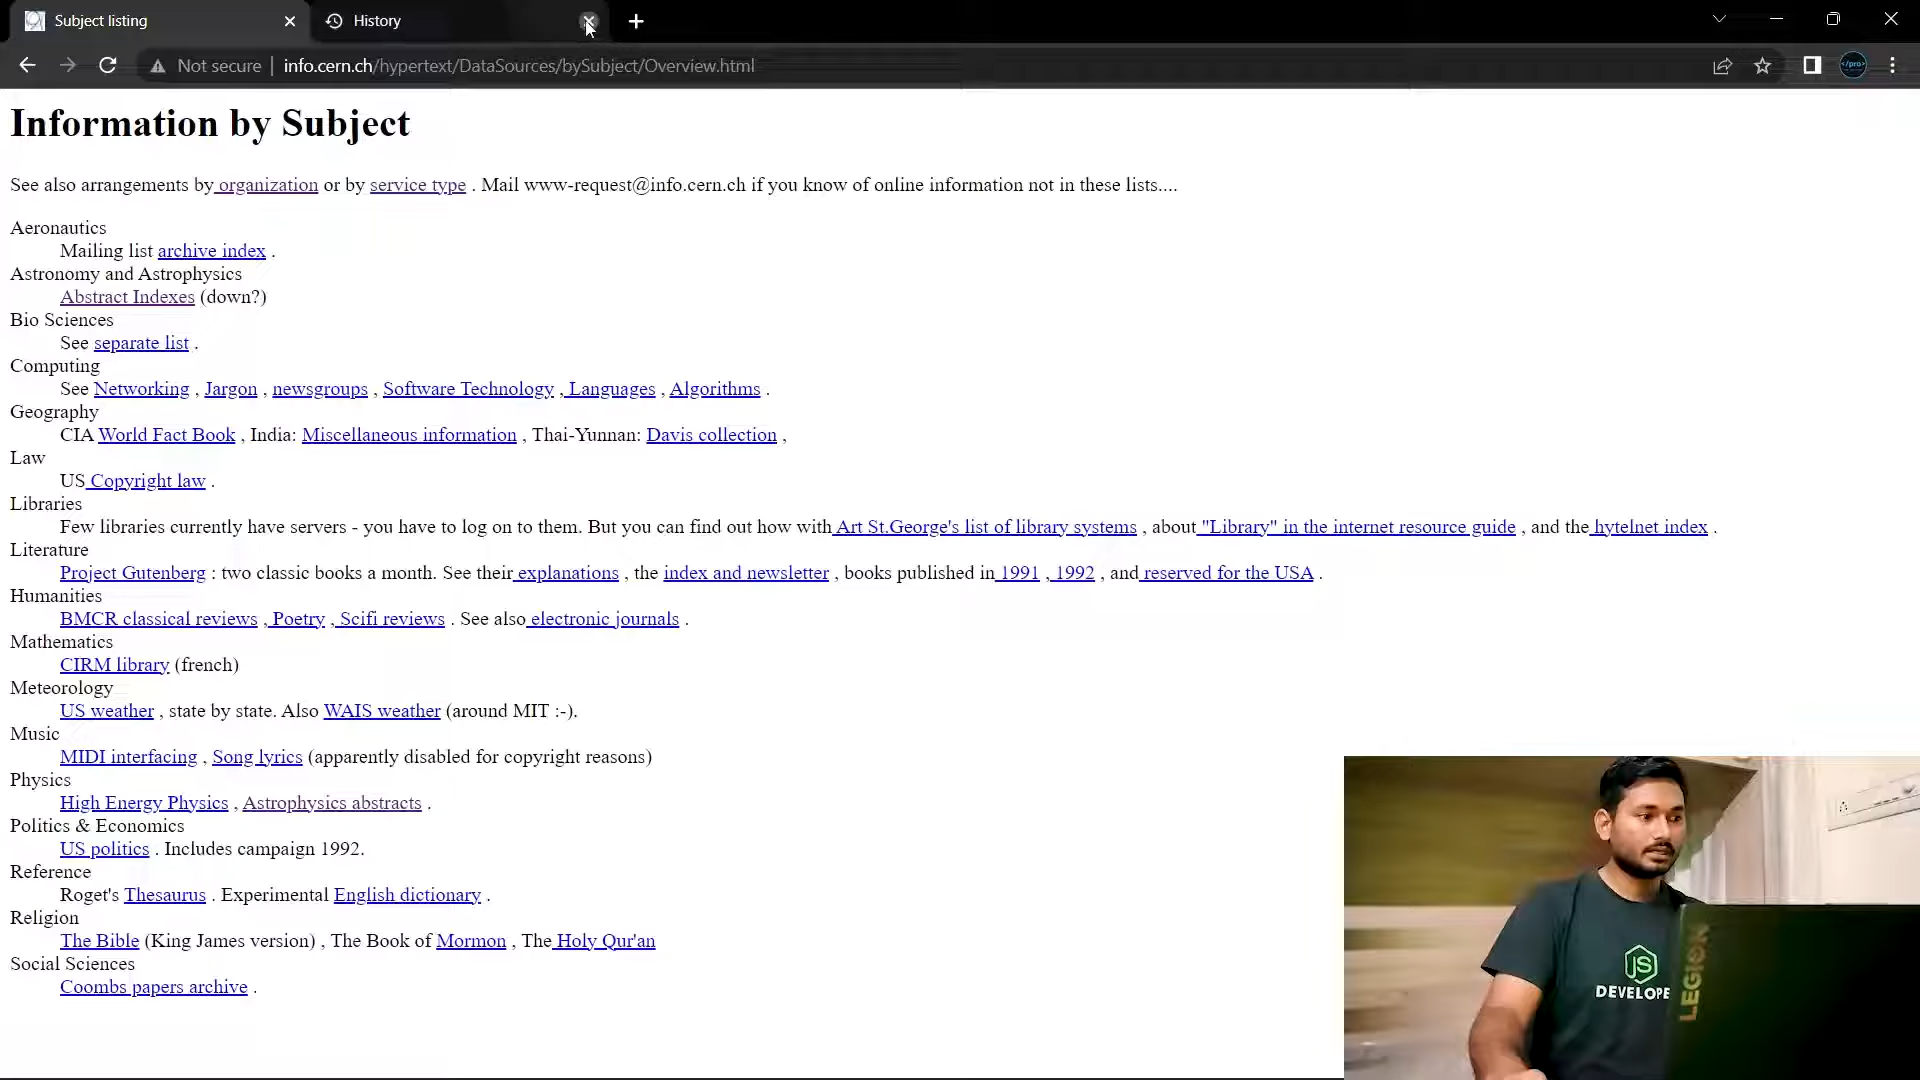 Subject listing
History
Not secure info.cern.ch/hypertext/DataSources/bySubject/Overview.html
</pro>
Information by Subject
See also arrangements by organization or by service type . Mail www-request@info.cern.ch if you know of online information not in these lists....
Aeronautics
Mailing list archive index .
Astronomy and Astrophysics
Abstract Indexes (down?)
Bio Sciences
See separate list .
Computing
See Networking , Jargon , newsgroups , Software Technology , Languages , Algorithms .
Geography
CIA World Fact Book , India: Miscellaneous information , Thai-Yunnan: Davis collection ,
Law
US Copyright law .
Libraries
Few libraries currently have servers - you have to log on to them. But you can find out how with Art St.George's list of library systems , about "Library" in the internet resource guide , and the hytelnet index .
Literature
Project Gutenberg : two classic books a month. See their explanations , the index and newsletter , books published in 1991 , 1992 , and reserved for the USA .
Humanities
BMCR classical reviews , Poetry , Scifi reviews . See also electronic journals .
Mathematics
CIRM library (french)
Meteorology
US weather , state by state. Also WAIS weather (around MIT :-).
Music
MIDI interfacing , Song lyrics (apparently disabled for copyright reasons)
Physics
High Energy Physics , Astrophysics abstracts .
Politics & Economics
US politics . Includes campaign 1992.
Reference
Roget's Thesaurus . Experimental English dictionary .
Religion
The Bible (King James version) , The Book of Mormon , The Holy Qur'an
Social Sciences
Coombs papers archive .
JS
DEVELOPE
LEGION